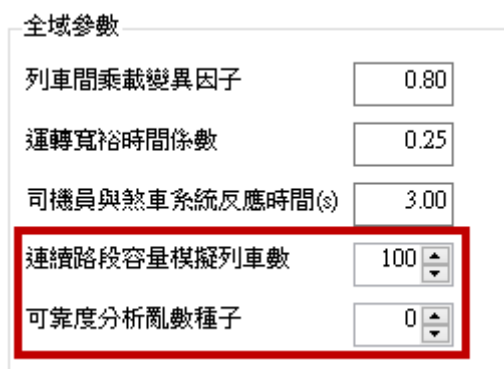 全域參數
列車間乘載變異因子 0.80
運轉寬裕時間係數 0.25
司機員與煞車系統反應時間(s) 3.00
連續路段容量模擬列車數 100
可靠度分析亂數種子 0